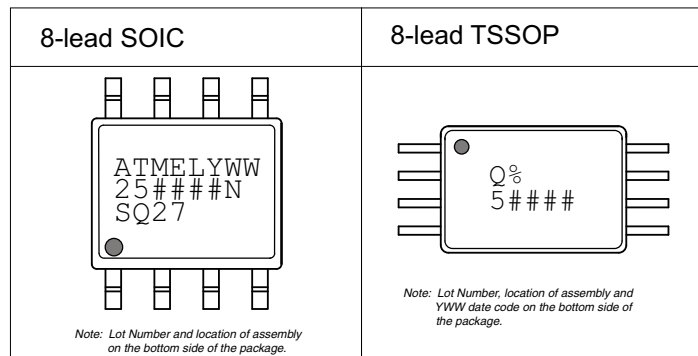 8-lead SOIC
ATMELYWW
25####N
SQ27
Note: Lot Number and location of assembly
on the bottom side of the package.
8-lead TSSOP
Q%
5####
Note: Lot Number, location of assembly and
YWW date code on the bottom side of
the package.